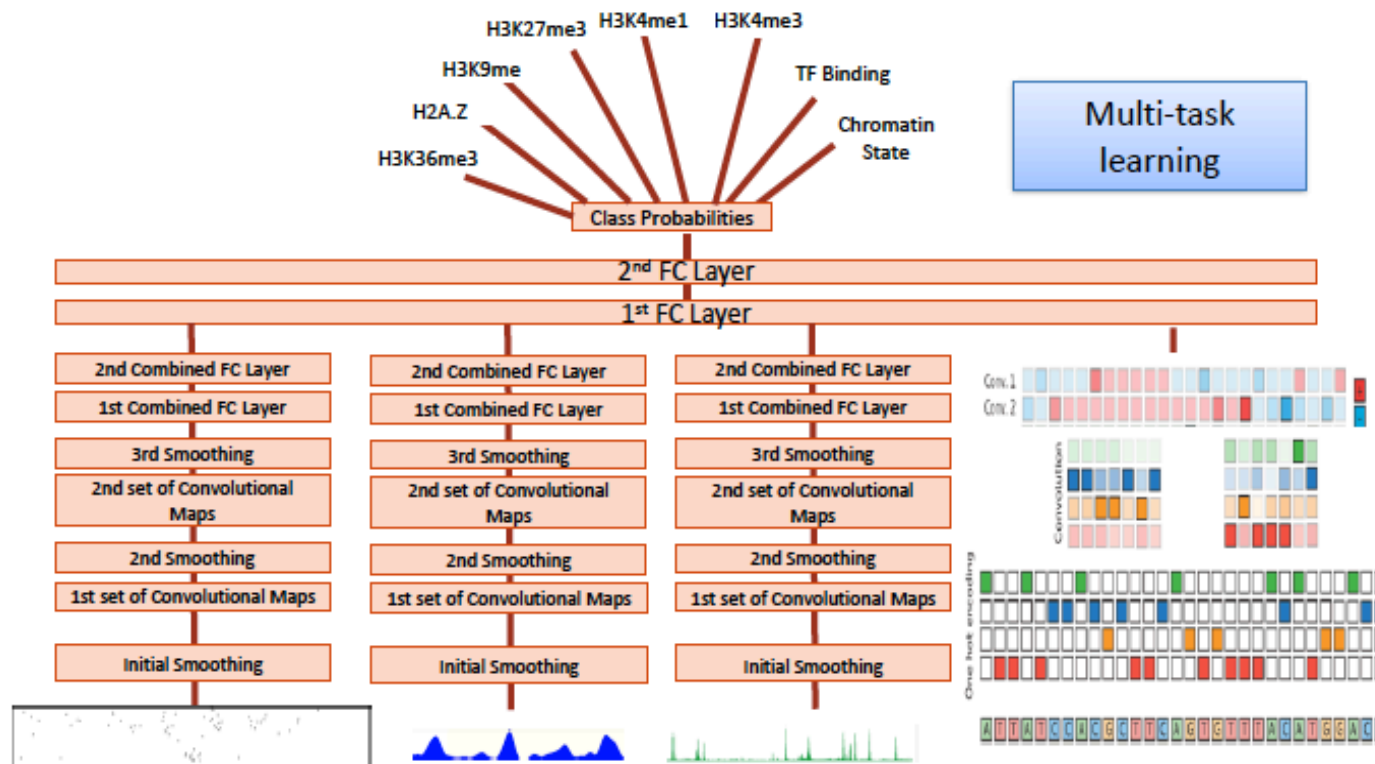 H3K27me3
H3K4me1
H3K4me3
H3K9me
TF Binding
H2A.Z
Chromatin
State
H3K36me3
Multi-task
learning
Class Probabilities
2nd FC Layer
1st FC Layer
2nd Combined FC Layer
1st Combined FC Layer
3rd Smoothing
2nd set of Convolutional
Maps
2nd Smoothing
1st set of Convolutional Maps
Initial Smoothing
2nd Combined FC Layer
1st Combined FC Layer
3rd Smoothing
2nd set of Convolutional
Maps
2nd Smoothing
1st set of Convolutional Maps
Initial Smoothing
2nd Combined FC Layer
1st Combined FC Layer
3rd Smoothing
2nd set of Convolutional
Maps
2nd Smoothing
1st set of Convolutional Maps
Initial Smoothing
Conv. 1
Conv. 2
Convolution
One hot encoding
A T T A T C C A C G C T T C A G T G T T T A C A T G G A C